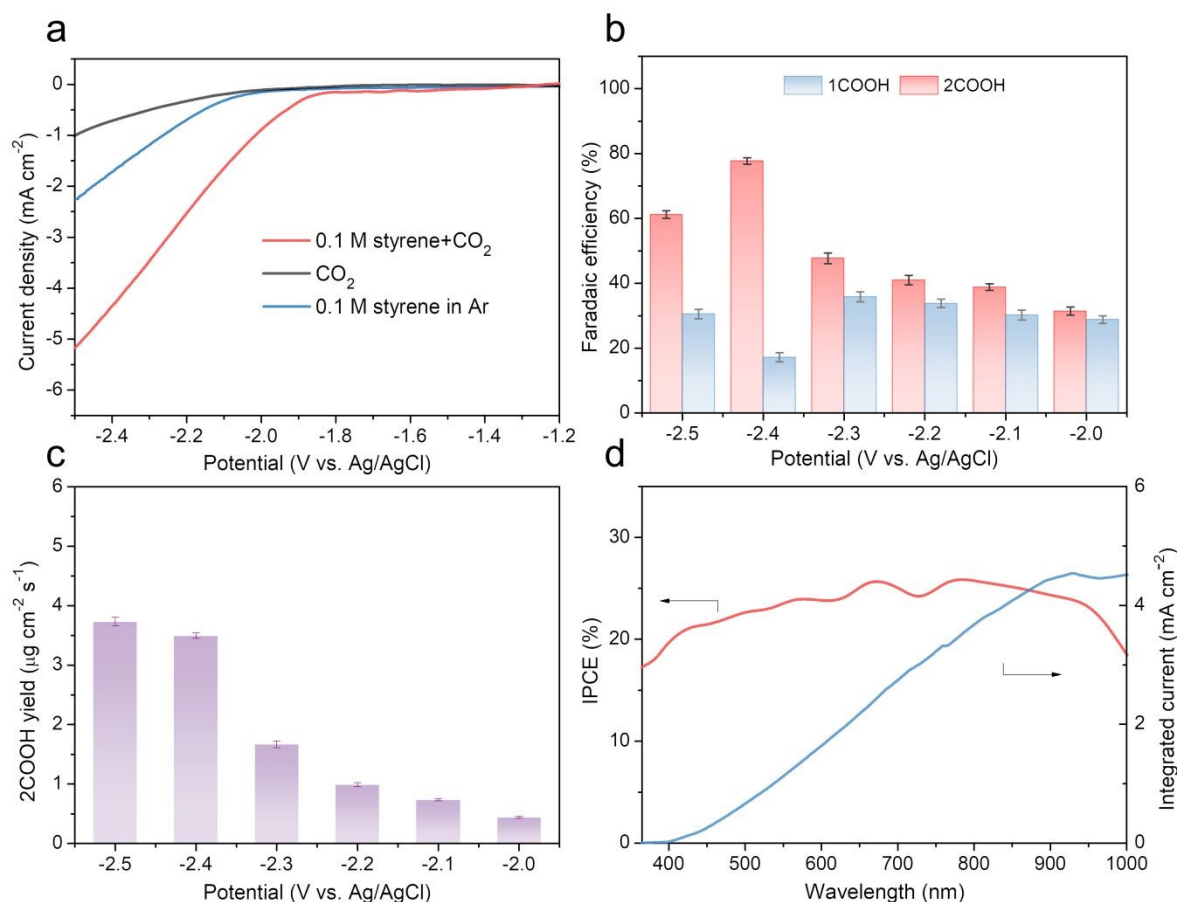 a
0
-1
-2
-3
-4
-5
-6
Current density (mA cm⁻²)
0.1 M styrene+CO₂
CO₂
0.1 M styrene in Ar
-2.4 -2.2 -2.0 -1.8 -1.6 -1.4 -1.2
Potential (V vs. Ag/AgCl)
b
1COOH 2COOH
100
80
60
40
20
0
Faradaic efficiency (%)
-2.5 -2.4 -2.3 -2.2 -2.1 -2.0
Potential (V vs. Ag/AgCl)
c
6
5
4
3
2
1
0
2COOH yield (μg cm⁻² s⁻¹)
-2.5 -2.4 -2.3 -2.2 -2.1 -2.0
Potential (V vs. Ag/AgCl)
d
30
20
10
0
IPCE (%)
6
4
2
0
Integrated current (mA cm⁻²)
400 500 600 700 800 900 1000
Wavelength (nm)